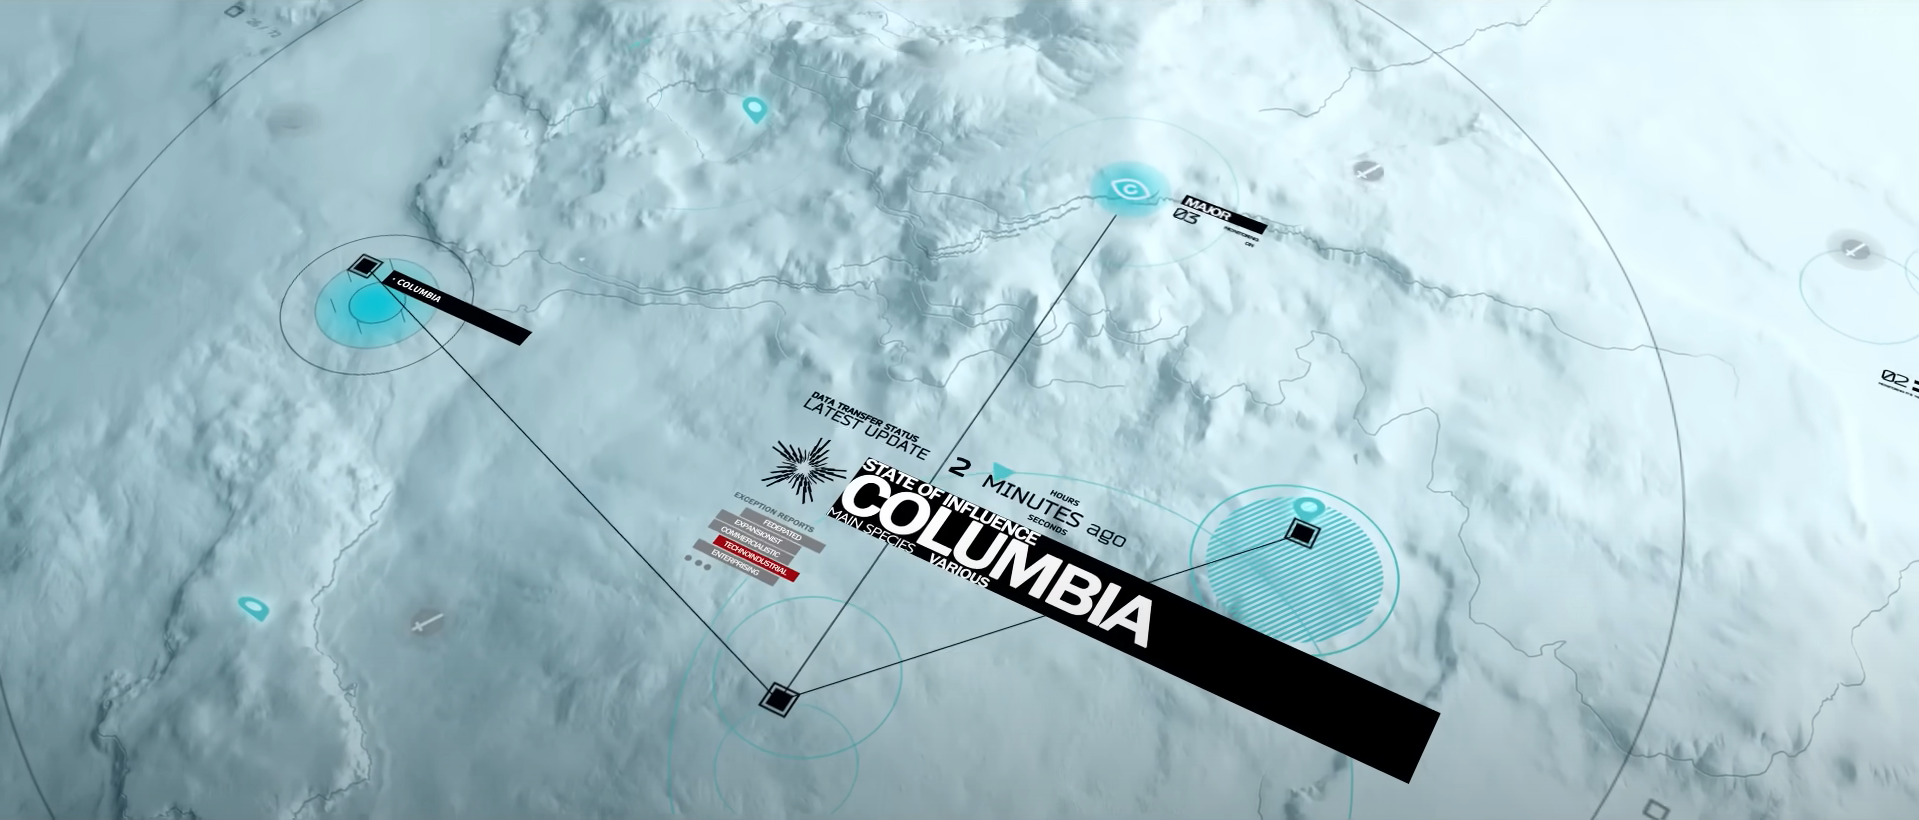 COLUMBIA
MAJOR
03
02
DATA TRANSFER STATUS
LATEST UPDATE
2
HOURS
MINUTES ago
SECONDS
STATE OF INFLUENCE
COLUMBIA
MAIN SPECIES
VARIOUS
EXCEPTION REPORTS
FEDERATED
EXPANSIONIST
COMMERCIALISTIC
TECHNOINDUSTRIAL
ENTERPRISING